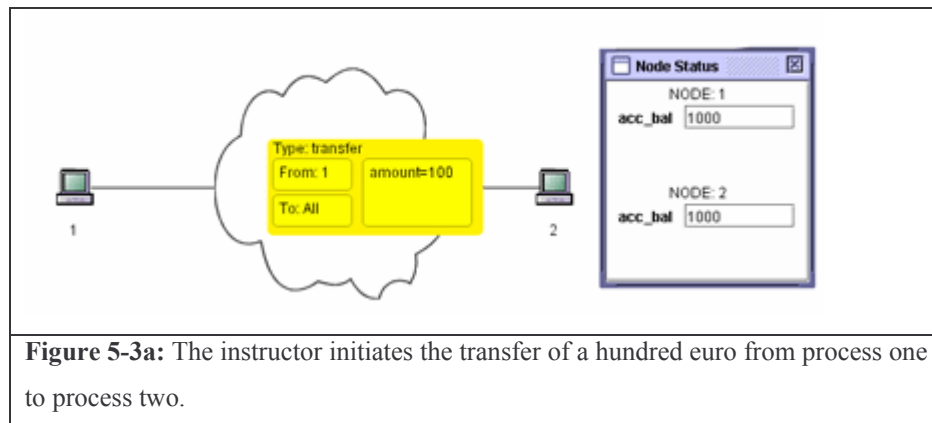 Type: transfer
From: 1
amount=100
To: All
1
2
Node Status
NODE: 1
acc_bal 1000
NODE: 2
acc_bal 1000
Figure 5-3a: The instructor initiates the transfer of a hundred euro from process one
to process two.